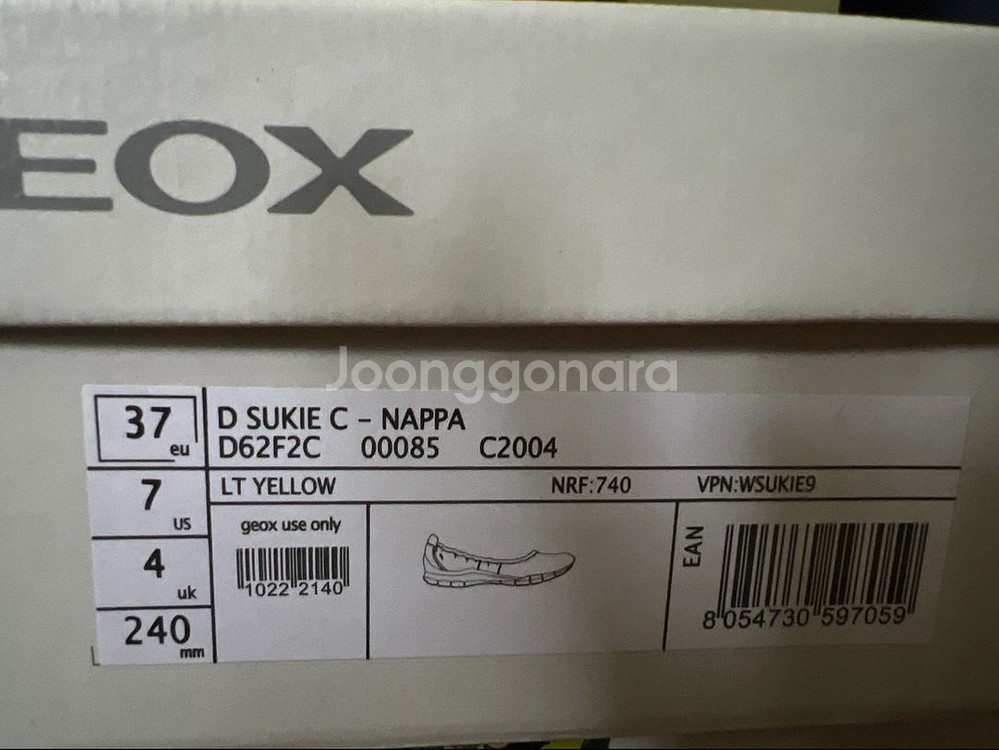 EOX
Joonggonara
37 eu
D SUKIE C – NAPPA
D62F2C 00085 C2004
7 US
LT YELLOW NRF:740 VPN:WSUKIE9
4 uk
geox use only
1022 2140
EAN
8 054730 597059
240 mm